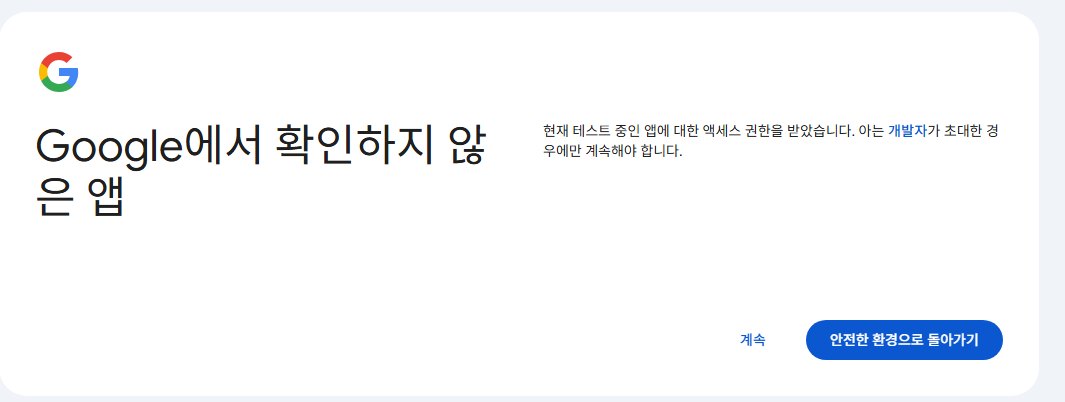 Google에서 확인하지 않
은 앱
현재 테스트 중인 앱에 대한 액세스 권한을 받았습니다. 아는 개발자가 초대한 경
우에만 계속해야 합니다.
계속
안전한 환경으로 돌아가기